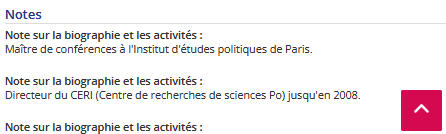 Notes
Note sur la biographie et les activités :
Maître de conférences à l'Institut d'études politiques de Paris.
Note sur la biographie et les activités :
Directeur du CERI (Centre de recherches de sciences Po) jusqu'en 2008.
Note sur la biographie et les activités :